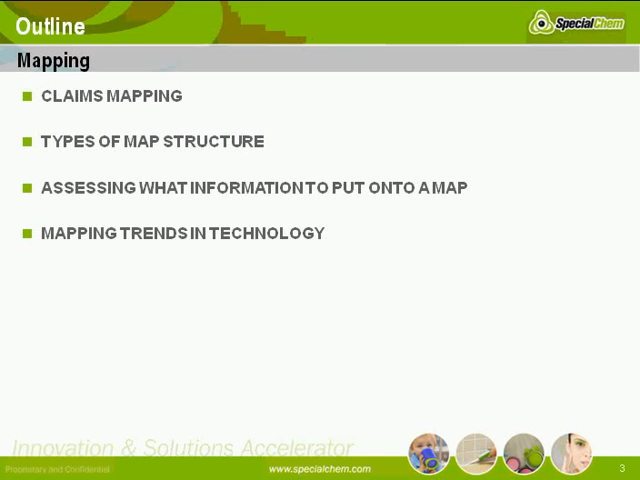 Outline
SpecialChem
Mapping
CLAIMS MAPPING
TYPES OF MAP STRUCTURE
ASSESSING WHAT INFORMATION TO PUT ONTO A MAP
MAPPING TRENDS IN TECHNOLOGY
Innovation & Solutions Accelerator
Proprietary and Confidential
www.specialchem.com
3